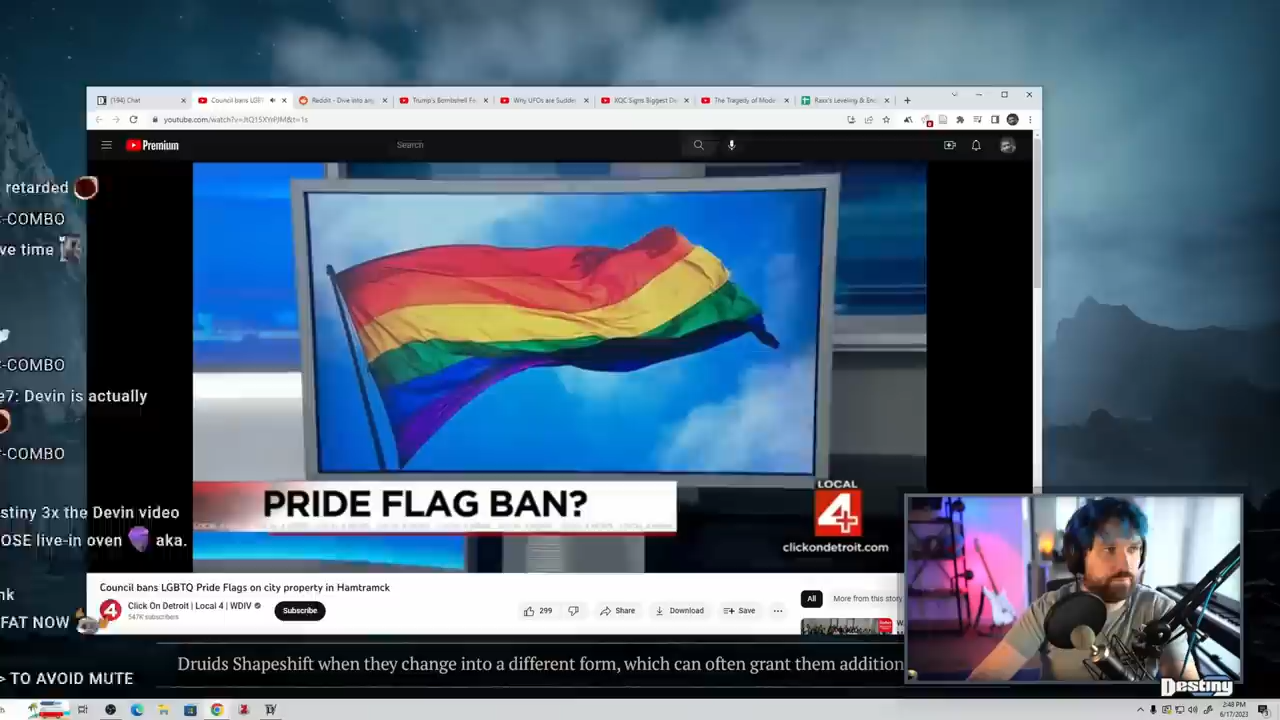 (194) Chat
Council bans LGBT
Reddit - Dive into any
Trump's Bombshell Fe
Why UFOs are Sudden
XQC Signs Biggest De
The Tragedy of Mode
Raxx's Leveling & En
youtube.com/watch?v=
Premium
Search
retarded
-COMBO
ve time
-COMBO
e7: Devin is actually
-COMBO
stiny 3x the Devin video
OSE live-in oven aka.
nk
FAT NOW
> TO AVOID MUTE
PRIDE FLAG BAN?
LOCAL
4
clickondetroit.com
Council bans LGBTQ Pride Flags on city property in Hamtramck
Click On Detroit | Local 4 | WDIV
547K subscribers
Subscribe
299
Share
Download
Save
All
More from this story
Druids Shapeshift when they change into a different form, which can often grant them addition
Destiny
2:48 PM
6/17/2023